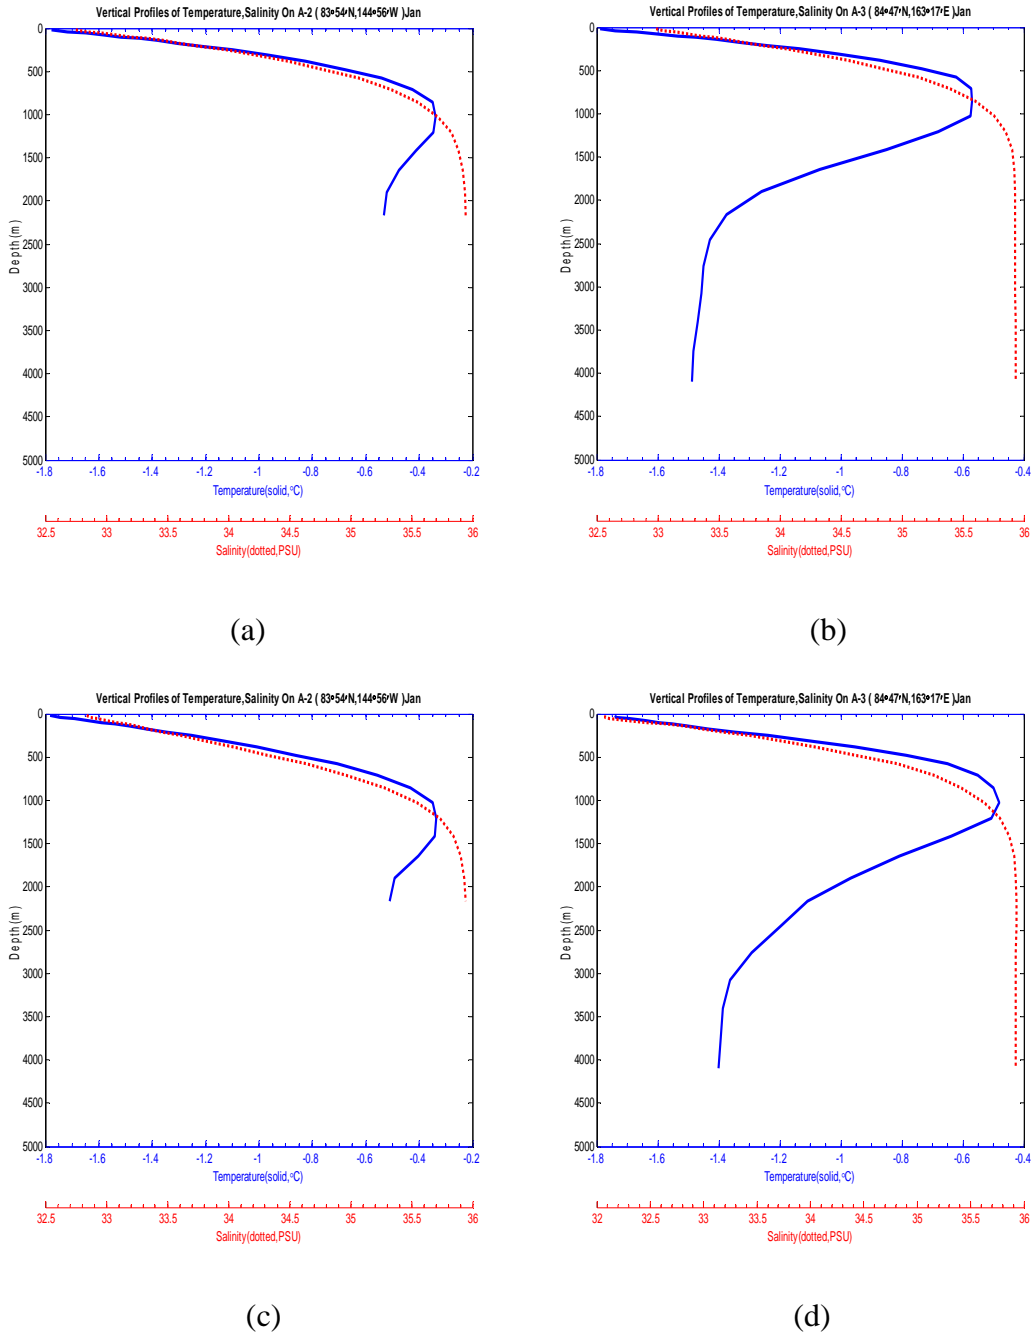 Vertical Profiles of Temperature,Salinity On A-2 ( 83°54'N,144°56'W )Jan
0
500
1000
1500
2000
2500
3000
3500
4000
4500
5000
Depth(m)
-1.8 -1.6 -1.4 -1.2 -1 -0.8 -0.6 -0.4 -0.2
Temperature(solid,°C)
32.5 33 33.5 34 34.5 35 35.5 36
Salinity(dotted,PSU)
(a)
Vertical Profiles of Temperature,Salinity On A-3 ( 84°47'N,163°17'E )Jan
0
500
1000
1500
2000
2500
3000
3500
4000
4500
5000
Depth(m)
-1.8 -1.6 -1.4 -1.2 -1 -0.8 -0.6 -0.4
Temperature(solid,°C)
32.5 33 33.5 34 34.5 35 35.5 36
Salinity(dotted,PSU)
(b)
Vertical Profiles of Temperature,Salinity On A-2 ( 83°54'N,144°56'W )Jan
0
500
1000
1500
2000
2500
3000
3500
4000
4500
5000
Depth(m)
-1.8 -1.6 -1.4 -1.2 -1 -0.8 -0.6 -0.4 -0.2
Temperature(solid,°C)
32.5 33 33.5 34 34.5 35 35.5 36
Salinity(dotted,PSU)
(c)
Vertical Profiles of Temperature,Salinity On A-3 ( 84°47'N,163°17'E )Jan
0
500
1000
1500
2000
2500
3000
3500
4000
4500
5000
Depth(m)
-1.8 -1.6 -1.4 -1.2 -1 -0.8 -0.6 -0.4
Temperature(solid,°C)
32 32.5 33 33.5 34 34.5 35 35.5 36
Salinity(dotted,PSU)
(d)